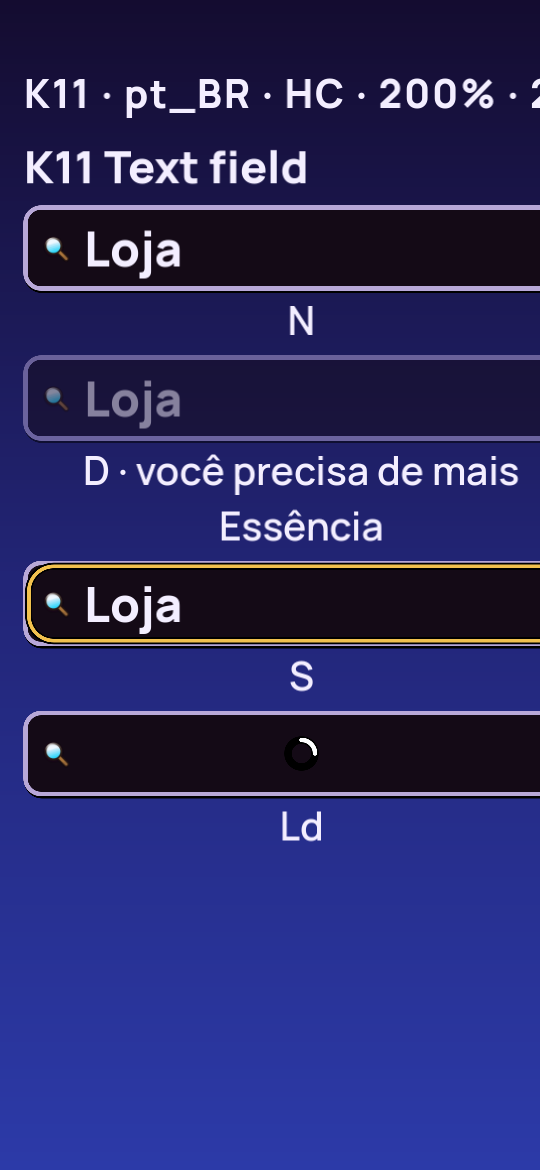 K11 · pt_BR · HC · 200% ·
K11 Text field
Loja
N
Loja
D · você precisa de mais
Essência
Loja
S
Ld